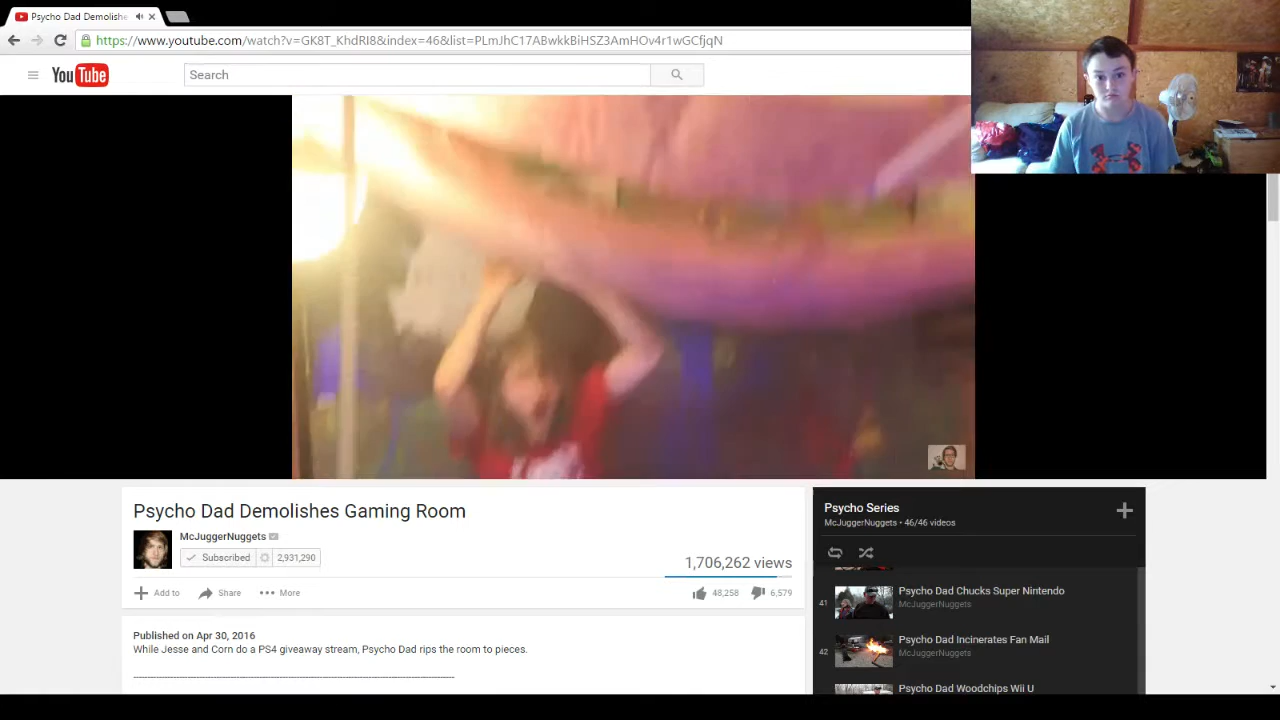 Psycho Dad Demolishe
https://www.youtube.com/watch?v=GK8T_KhdRI8&index=46&list=PLmJhC17ABwkkBiHSZ3AmHOv4r1wGCfjqN
YouTube
Search
Psycho Dad Demolishes Gaming Room
McJuggerNuggets
Subscribed 2,931,290
1,706,262 views
Add to Share More 48,258 6,579
Published on Apr 30, 2016
While Jesse and Corn do a PS4 giveaway stream, Psycho Dad rips the room to pieces.
Psycho Series
McJuggerNuggets • 46/46 videos
41 Psycho Dad Chucks Super Nintendo
McJuggerNuggets
42 Psycho Dad Incinerates Fan Mail
McJuggerNuggets
Psycho Dad Woodchips Wii U